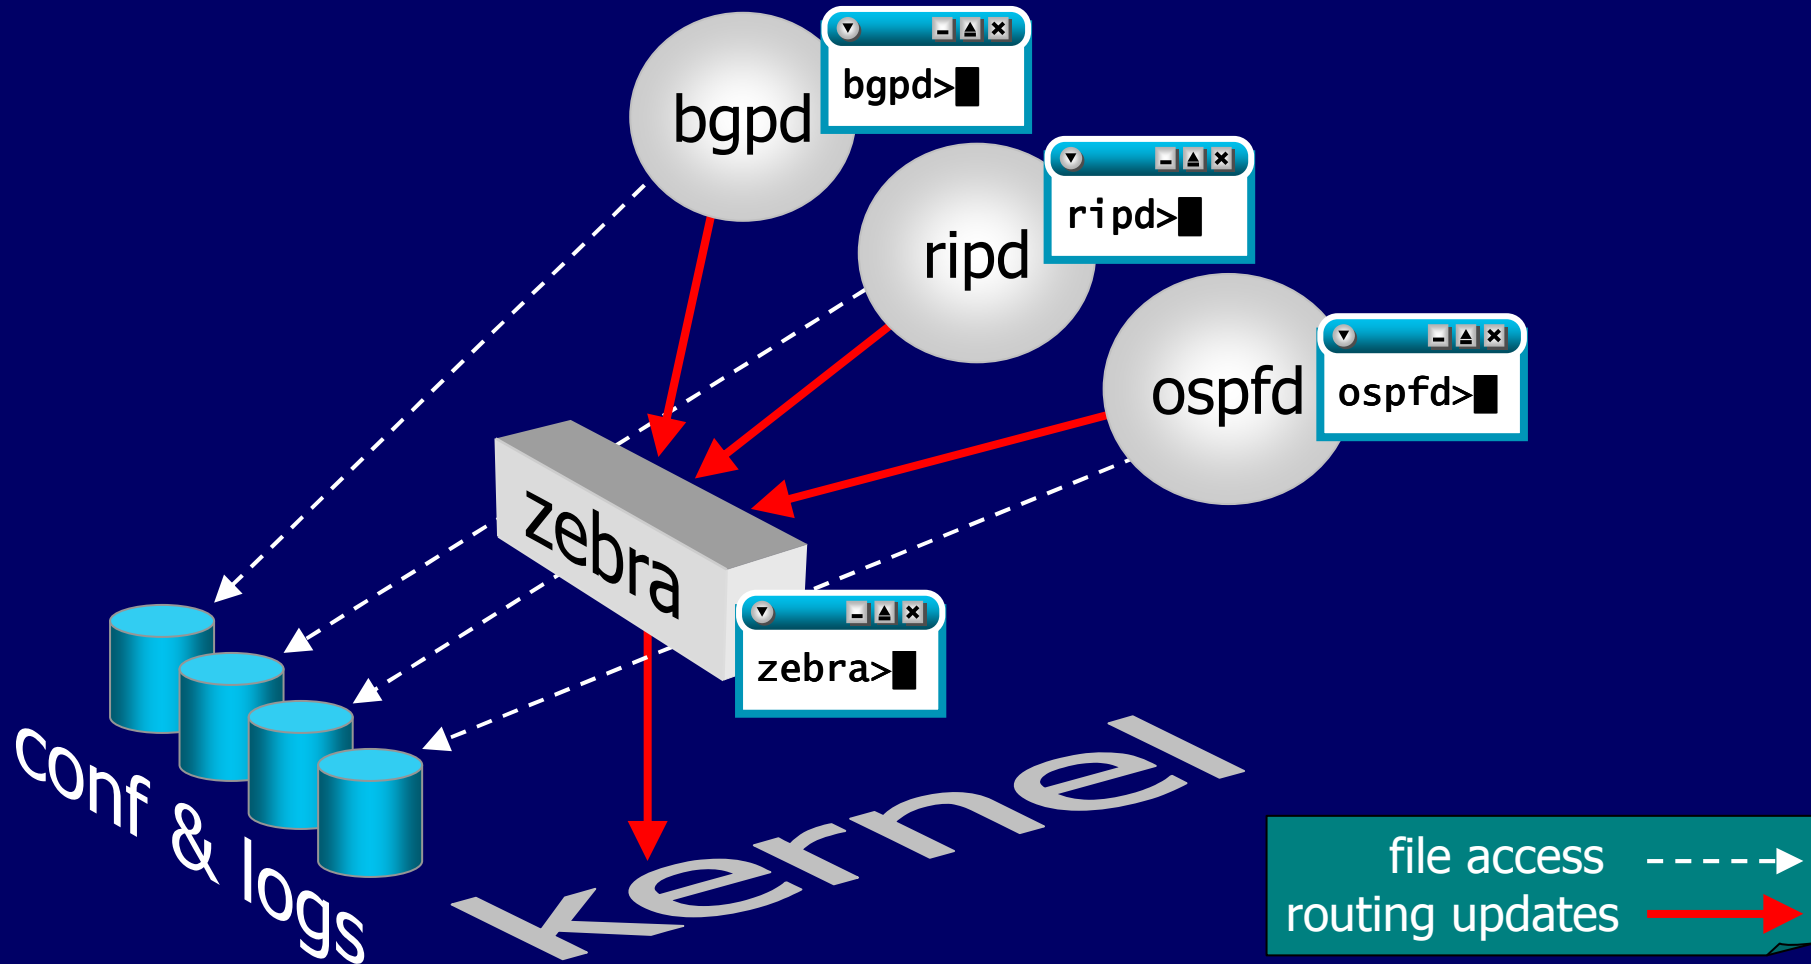 bgpd
bgpd>
ripd
ripd>
ospfd
ospfd>
zebra
zebra>
conf & logs
kernel
file access
routing updates